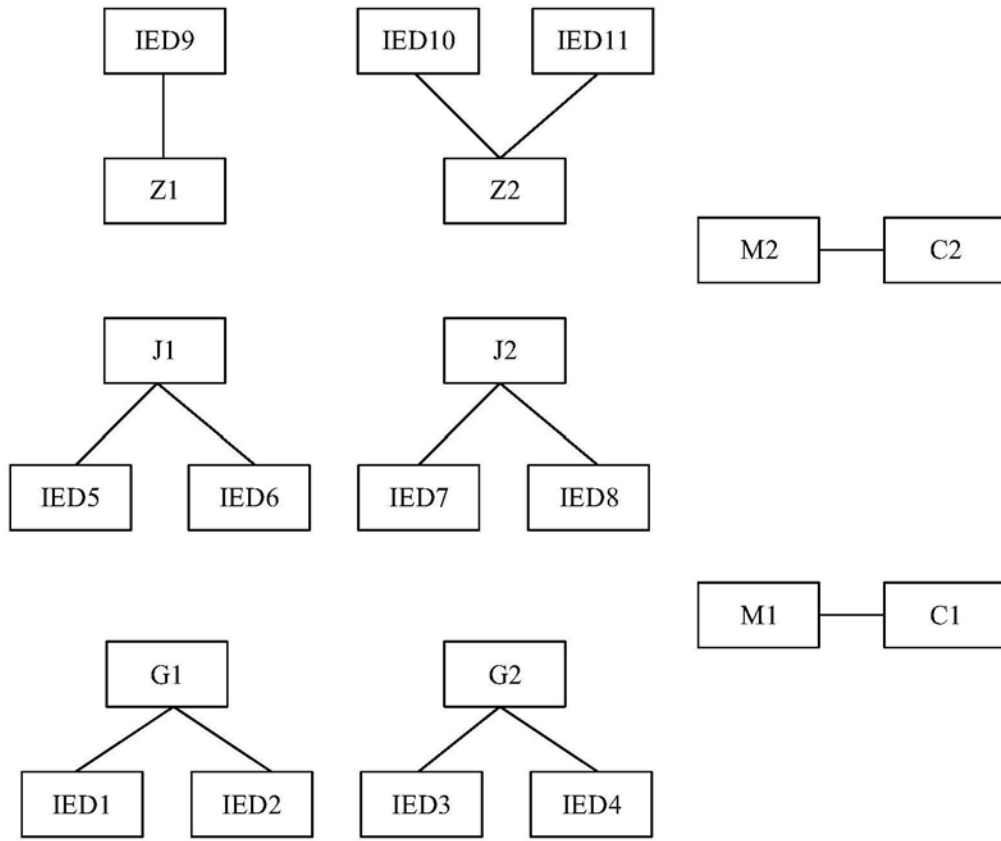 IED9
IED10
IED11
Z1
Z2
M2
C2
J1
J2
IED5
IED6
IED7
IED8
M1
C1
G1
G2
IED1
IED2
IED3
IED4